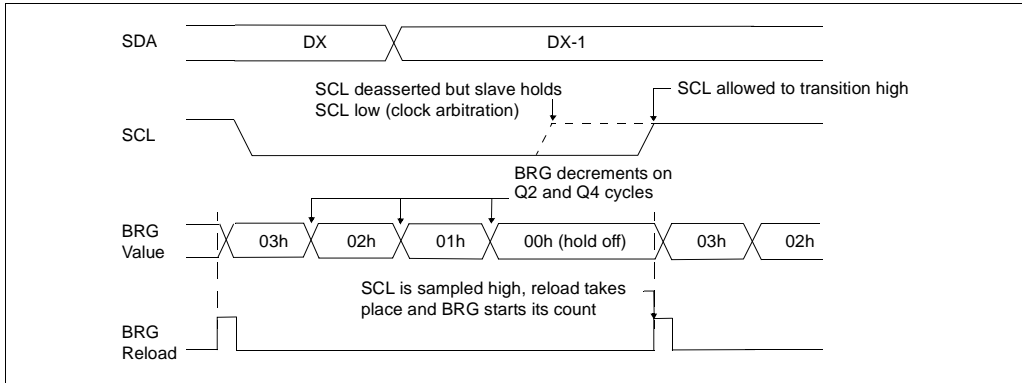 SDA
DX
DX-1
SCL deasserted but slave holds
SCL low (clock arbitration)
SCL allowed to transition high
SCL
BRG decrements on
Q2 and Q4 cycles
BRG
Value
03h
02h
01h
00h (hold off)
03h
02h
SCL is sampled high, reload takes
place and BRG starts its count
BRG
Reload